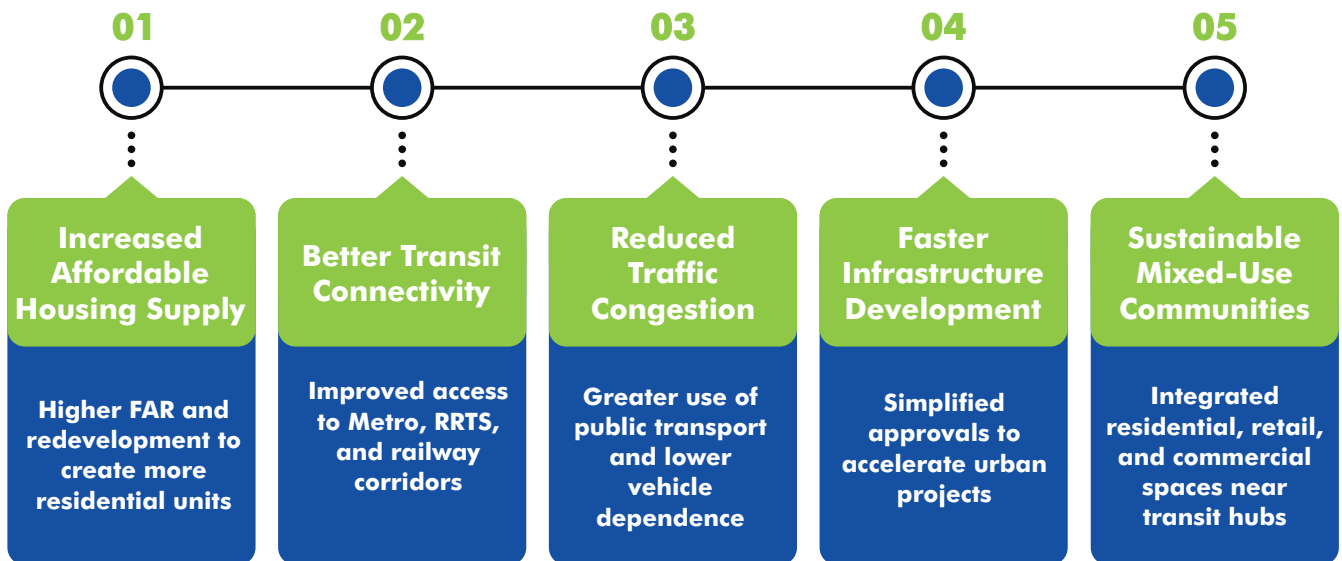 01
02
03
04
05
Increased
Affordable
Housing Supply
Higher FAR and
redevelopment to
create more
residential units
Better Transit
Connectivity
Improved access
to Metro, RRTS,
and railway
corridors
Reduced
Traffic
Congestion
Greater use of
public transport
and lower
vehicle
dependence
Faster
Infrastructure
Development
Simplified
approvals to
accelerate urban
projects
Sustainable
Mixed-Use
Communities
Integrated
residential, retail,
and commercial
spaces near
transit hubs